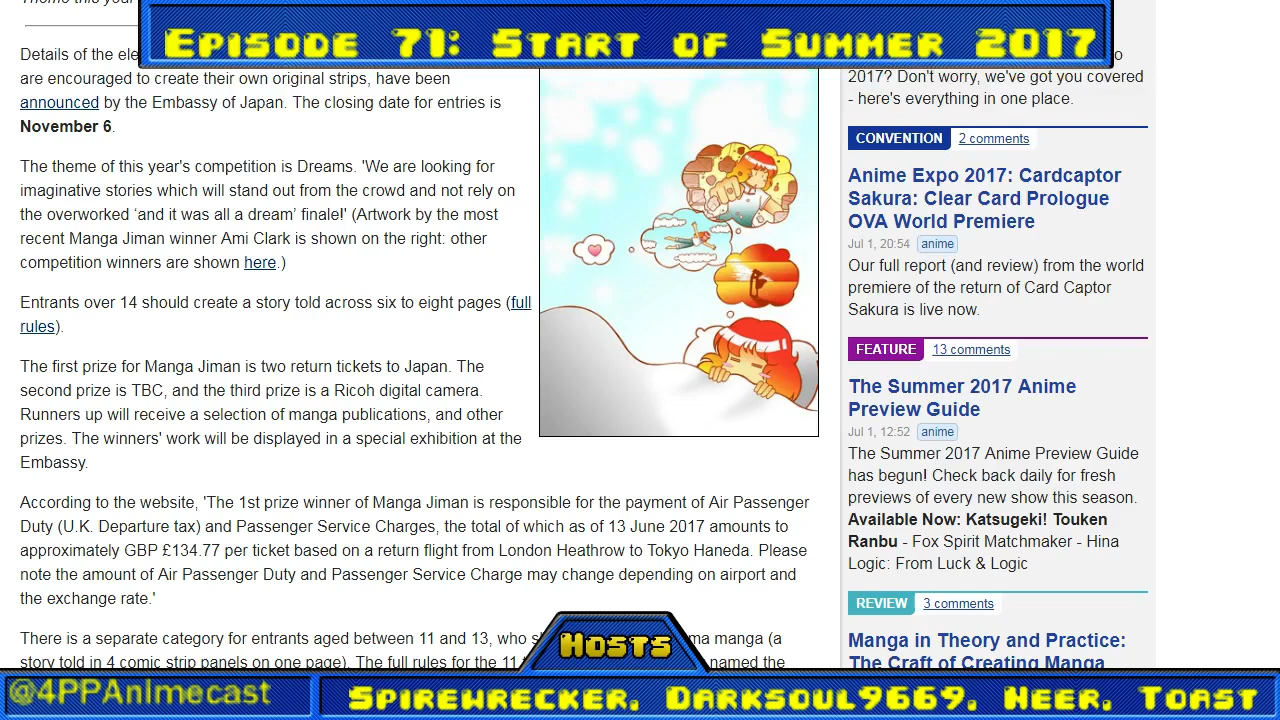 Episode 71: Start of Summer 2017
Details of the ele
are encouraged to create their own original strips, have been
announced by the Embassy of Japan. The closing date for entries is
November 6.
The theme of this year's competition is Dreams. 'We are looking for
imaginative stories which will stand out from the crowd and not rely on
the overworked ‘and it was all a dream’ finale!' (Artwork by the most
recent Manga Jiman winner Ami Clark is shown on the right: other
competition winners are shown here.)
Entrants over 14 should create a story told across six to eight pages (full
rules).
The first prize for Manga Jiman is two return tickets to Japan. The
second prize is TBC, and the third prize is a Ricoh digital camera.
Runners up will receive a selection of manga publications, and other
prizes. The winners' work will be displayed in a special exhibition at the
Embassy.
According to the website, 'The 1st prize winner of Manga Jiman is responsible for the payment of Air Passenger
Duty (U.K. Departure tax) and Passenger Service Charges, the total of which as of 13 June 2017 amounts to
approximately GBP £134.77 per ticket based on a return flight from London Heathrow to Tokyo Haneda. Please
note the amount of Air Passenger Duty and Passenger Service Charge may change depending on airport and
the exchange rate.'
There is a separate category for entrants aged between 11 and 13, who s ma manga (a
story told in 4 comic strip panels on one page). The full rules for the 11 named the
2017? Don't worry, we've got you covered
- here's everything in one place.
CONVENTION 2 comments
Anime Expo 2017: Cardcaptor
Sakura: Clear Card Prologue
OVA World Premiere
Jul 1, 20:54 anime
Our full report (and review) from the world
premiere of the return of Card Captor
Sakura is live now.
FEATURE 13 comments
The Summer 2017 Anime
Preview Guide
Jul 1, 12:52 anime
The Summer 2017 Anime Preview Guide
has begun! Check back daily for fresh
previews of every new show this season.
Available Now: Katsugeki! Touken
Ranbu - Fox Spirit Matchmaker - Hina
Logic: From Luck & Logic
REVIEW 3 comments
Manga in Theory and Practice:
The Craft of Creating Manga
Hosts
@4PPAnimecast
Spirewrecker, Darksoul9669, Neer, Toast